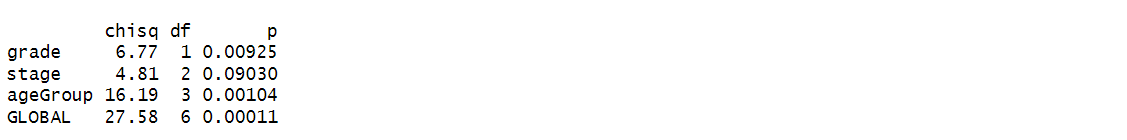 chisq df p
grade 6.77 1 0.00925
stage 4.81 2 0.09030
ageGroup 16.19 3 0.00104
GLOBAL 27.58 6 0.00011